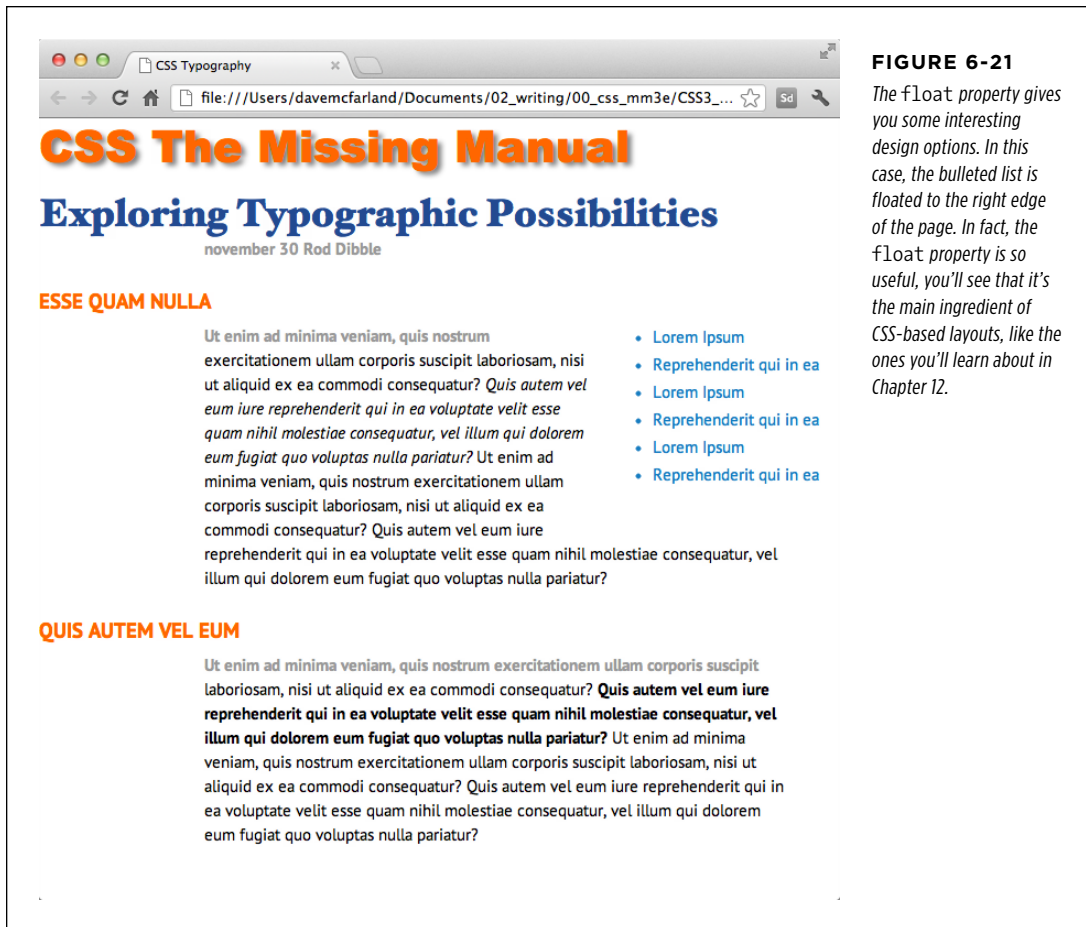 CSS Typography
file:///Users/davemcfarland/Documents/02_writing/00_css_mm3e/CSS3_...
Sd
CSS The Missing Manual
Exploring Typographic Possibilities
november 30 Rod Dibble
ESSE QUAM NULLA
Ut enim ad minima veniam, quis nostrum
exercitationem ullam corporis suscipit laboriosam, nisi
ut aliquid ex ea commodi consequatur? Quis autem vel
eum iure reprehenderit qui in ea voluptate velit esse
quam nihil molestiae consequatur, vel illum qui dolorem
eum fugiat quo voluptas nulla pariatur? Ut enim ad
minima veniam, quis nostrum exercitationem ullam
corporis suscipit laboriosam, nisi ut aliquid ex ea
commodi consequatur? Quis autem vel eum iure
reprehenderit qui in ea voluptate velit esse quam nihil molestiae consequatur, vel
illum qui dolorem eum fugiat quo voluptas nulla pariatur?
• Lorem Ipsum
• Reprehenderit qui in ea
• Lorem Ipsum
• Reprehenderit qui in ea
• Lorem Ipsum
• Reprehenderit qui in ea
QUIS AUTEM VEL EUM
Ut enim ad minima veniam, quis nostrum exercitationem ullam corporis suscipit
laboriosam, nisi ut aliquid ex ea commodi consequatur? Quis autem vel eum iure
reprehenderit qui in ea voluptate velit esse quam nihil molestiae consequatur, vel
illum qui dolorem eum fugiat quo voluptas nulla pariatur? Ut enim ad minima
veniam, quis nostrum exercitationem ullam corporis suscipit laboriosam, nisi ut
aliquid ex ea commodi consequatur? Quis autem vel eum iure reprehenderit qui in
ea voluptate velit esse quam nihil molestiae consequatur, vel illum qui dolorem
eum fugiat quo voluptas nulla pariatur?
FIGURE 6-21
The float property gives
you some interesting
design options. In this
case, the bulleted list is
floated to the right edge
of the page. In fact, the
float property is so
useful, you'll see that it's
the main ingredient of
CSS-based layouts, like the
ones you'll learn about in
Chapter 12.